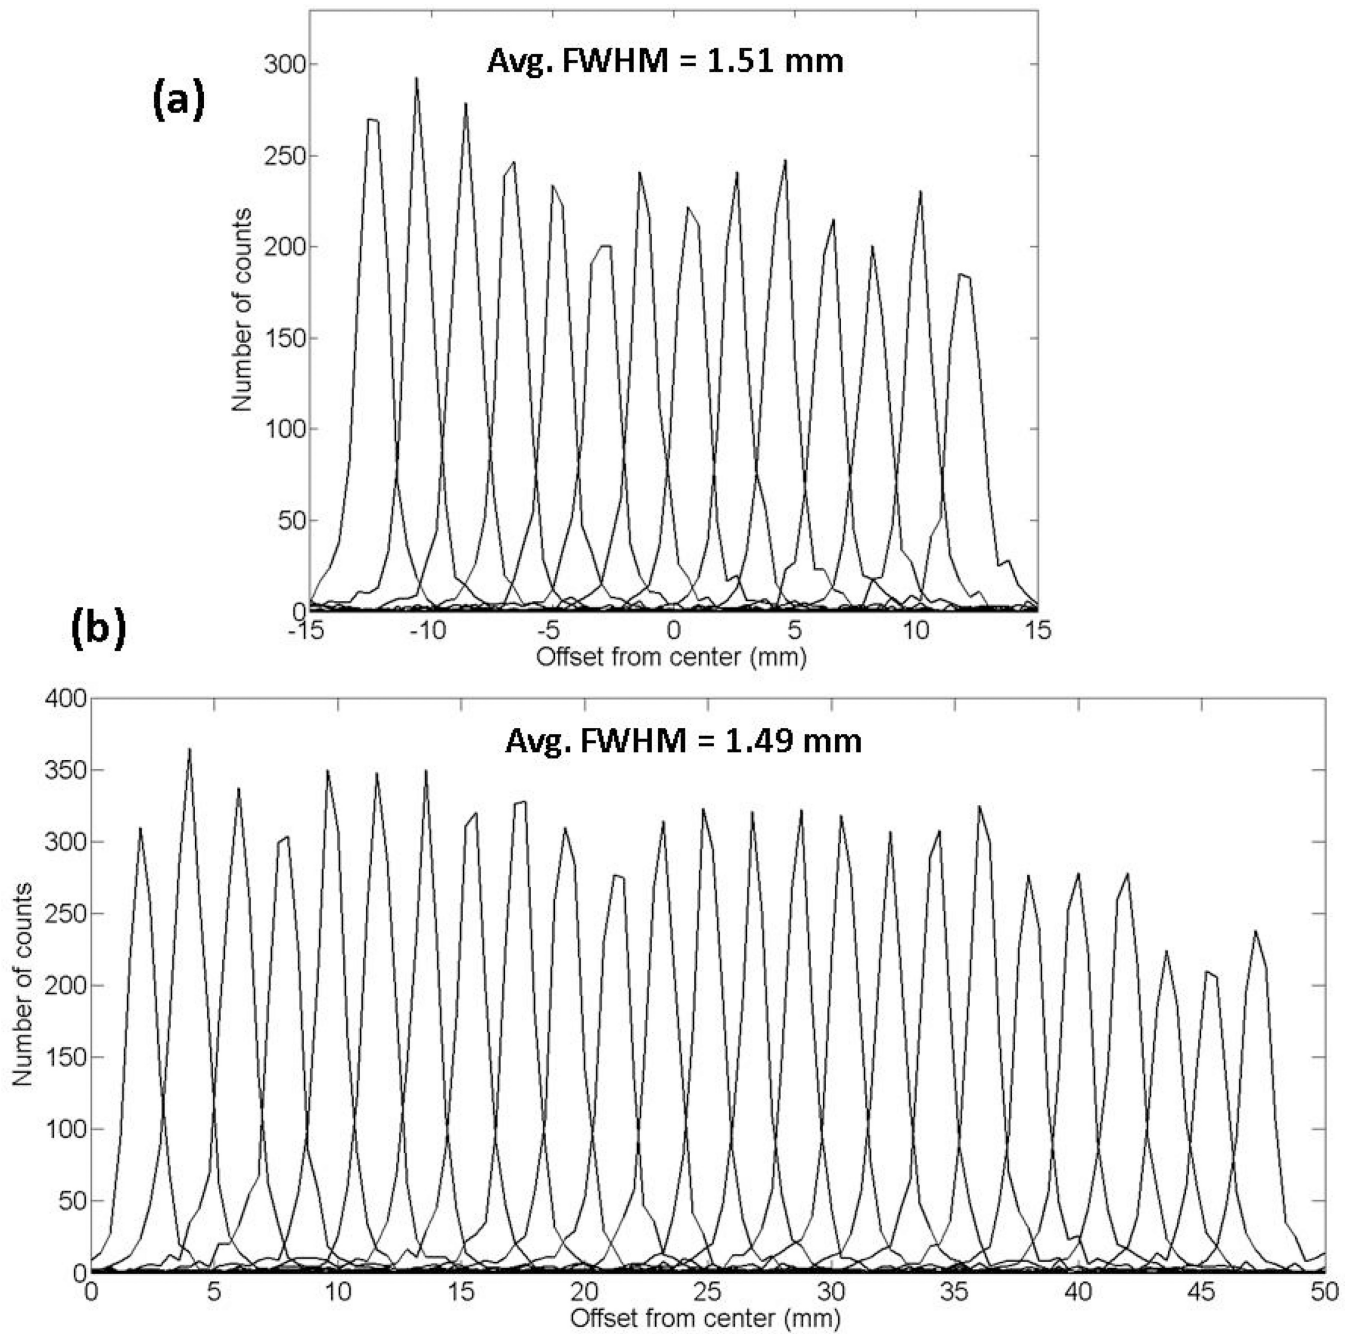 (a)
Avg. FWHM = 1.51 mm
Number of counts
300
250
200
150
100
50
0
-15 -10 -5 0 5 10 15
Offset from center (mm)
(b)
Avg. FWHM = 1.49 mm
Number of counts
400
350
300
250
200
150
100
50
0
0 5 10 15 20 25 30 35 40 45 50
Offset from center (mm)